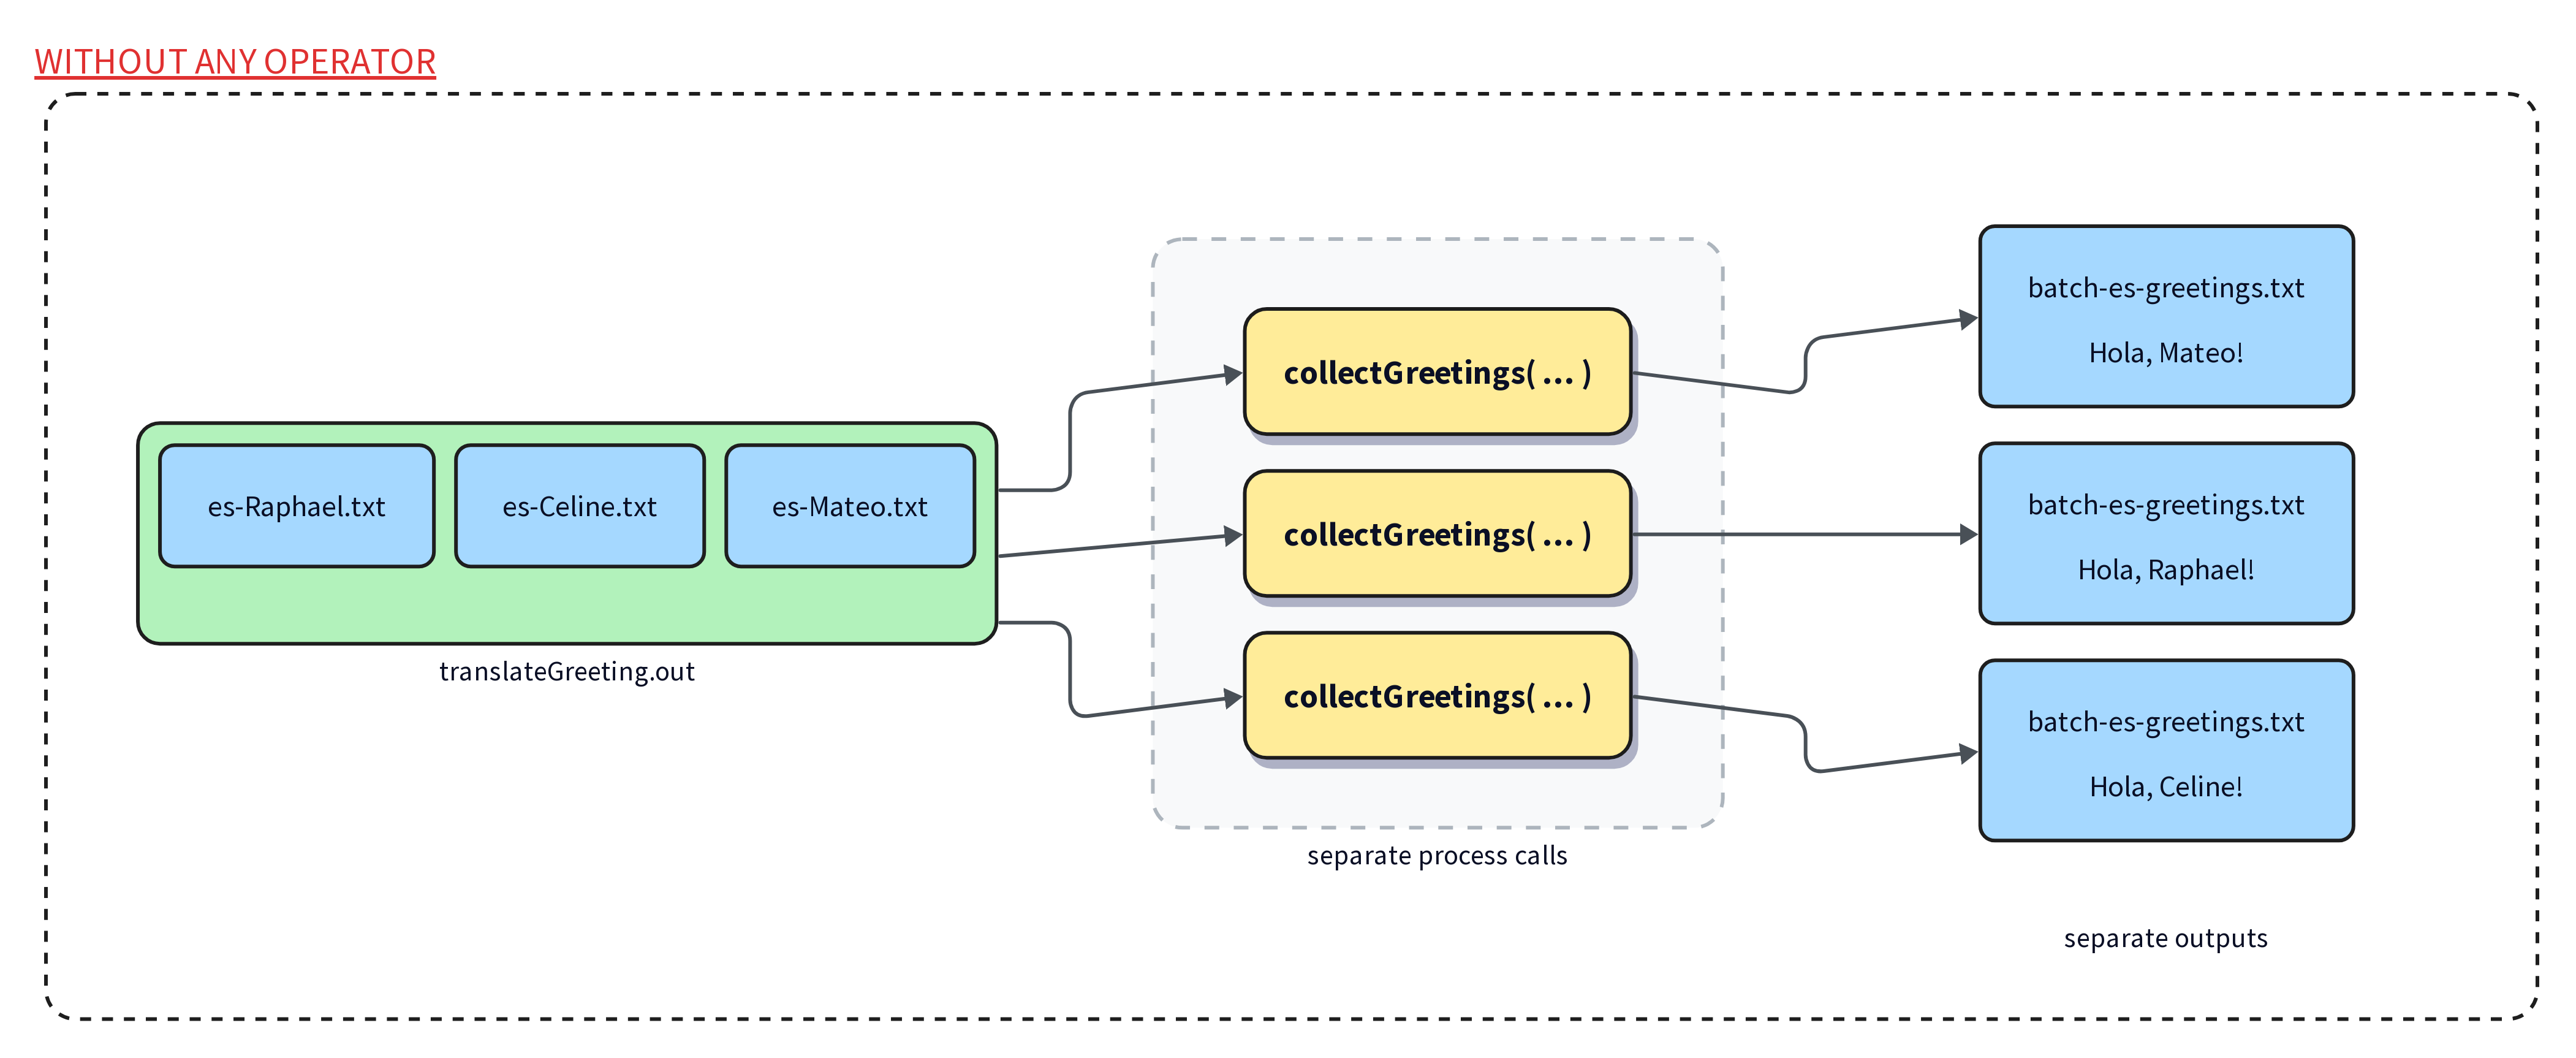 WITHOUT ANY OPERATOR
es-Raphael.txt
es-Celine.txt
es-Mateo.txt
translateGreeting.out
collectGreetings( ... )
collectGreetings( ... )
collectGreetings( ... )
separate process calls
batch-es-greetings.txt
Hola, Mateo!
batch-es-greetings.txt
Hola, Raphael!
batch-es-greetings.txt
Hola, Celine!
separate outputs